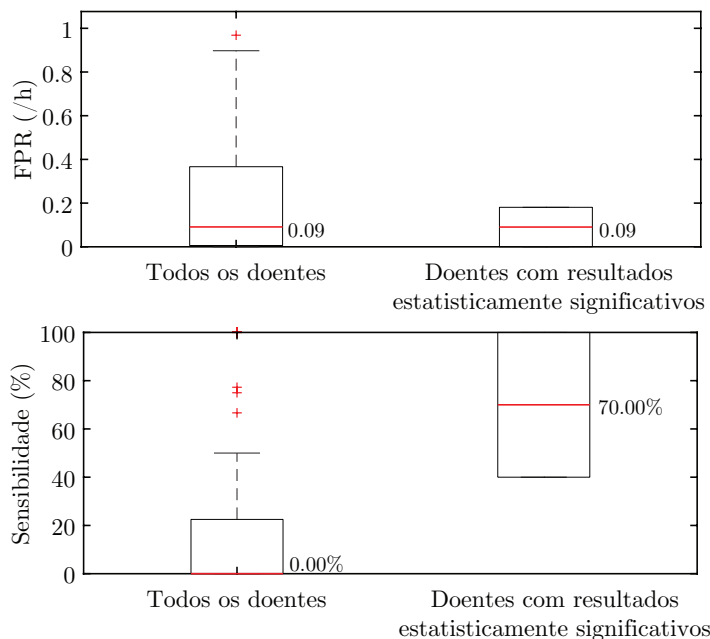 FPR (/h)
1
0.8
0.6
0.4
0.2
0
0.09
0.09
Todos os doentes
Doentes com resultados
estatisticamente significativos
Sensibilidade (%)
100
80
60
40
20
0
0.00%
70.00%
Todos os doentes
Doentes com resultados
estatisticamente significativos